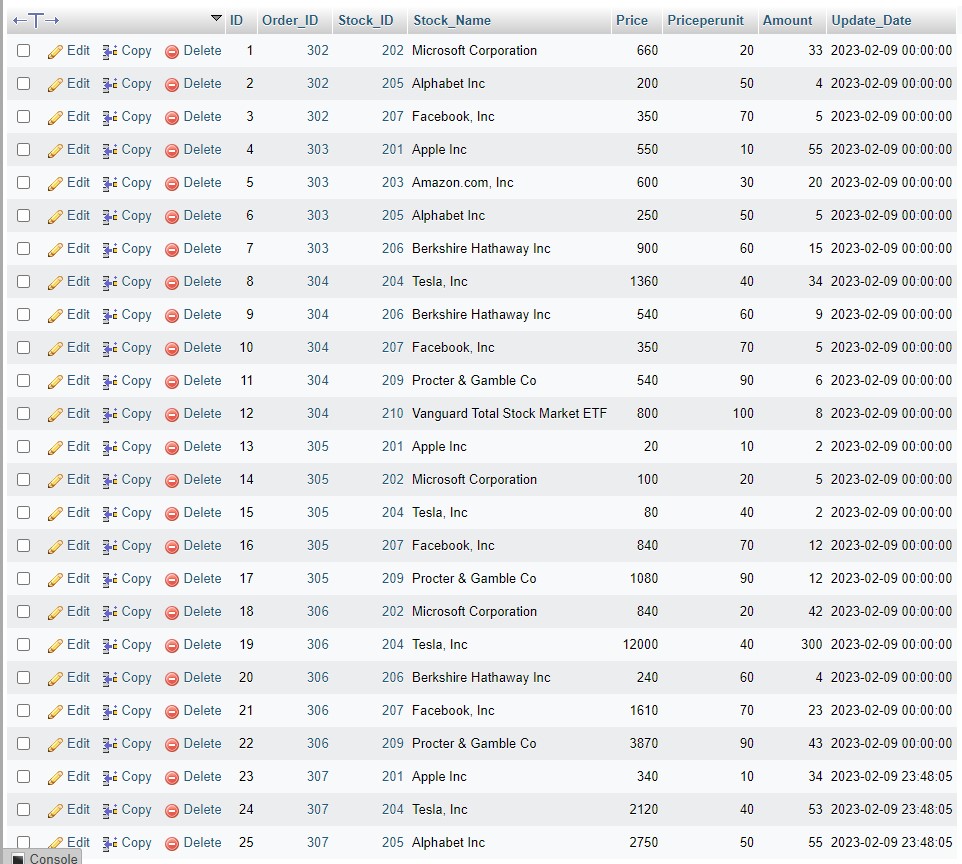 ID Order_ID Stock_ID Stock_Name Price Priceperunit Amount Update_Date
Edit Copy Delete 1 302 202 Microsoft Corporation 660 20 33 2023-02-09 00:00:00
Edit Copy Delete 2 302 205 Alphabet Inc 200 50 4 2023-02-09 00:00:00
Edit Copy Delete 3 302 207 Facebook, Inc 350 70 5 2023-02-09 00:00:00
Edit Copy Delete 4 303 201 Apple Inc 550 10 55 2023-02-09 00:00:00
Edit Copy Delete 5 303 203 Amazon.com, Inc 600 30 20 2023-02-09 00:00:00
Edit Copy Delete 6 303 205 Alphabet Inc 250 50 5 2023-02-09 00:00:00
Edit Copy Delete 7 303 206 Berkshire Hathaway Inc 900 60 15 2023-02-09 00:00:00
Edit Copy Delete 8 304 204 Tesla, Inc 1360 40 34 2023-02-09 00:00:00
Edit Copy Delete 9 304 206 Berkshire Hathaway Inc 540 60 9 2023-02-09 00:00:00
Edit Copy Delete 10 304 207 Facebook, Inc 350 70 5 2023-02-09 00:00:00
Edit Copy Delete 11 304 209 Procter & Gamble Co 540 90 6 2023-02-09 00:00:00
Edit Copy Delete 12 304 210 Vanguard Total Stock Market ETF 800 100 8 2023-02-09 00:00:00
Edit Copy Delete 13 305 201 Apple Inc 20 10 2 2023-02-09 00:00:00
Edit Copy Delete 14 305 202 Microsoft Corporation 100 20 5 2023-02-09 00:00:00
Edit Copy Delete 15 305 204 Tesla, Inc 80 40 2 2023-02-09 00:00:00
Edit Copy Delete 16 305 207 Facebook, Inc 840 70 12 2023-02-09 00:00:00
Edit Copy Delete 17 305 209 Procter & Gamble Co 1080 90 12 2023-02-09 00:00:00
Edit Copy Delete 18 306 202 Microsoft Corporation 840 20 42 2023-02-09 00:00:00
Edit Copy Delete 19 306 204 Tesla, Inc 12000 40 300 2023-02-09 00:00:00
Edit Copy Delete 20 306 206 Berkshire Hathaway Inc 240 60 4 2023-02-09 00:00:00
Edit Copy Delete 21 306 207 Facebook, Inc 1610 70 23 2023-02-09 00:00:00
Edit Copy Delete 22 306 209 Procter & Gamble Co 3870 90 43 2023-02-09 00:00:00
Edit Copy Delete 23 307 201 Apple Inc 340 10 34 2023-02-09 23:48:05
Edit Copy Delete 24 307 204 Tesla, Inc 2120 40 53 2023-02-09 23:48:05
Edit Copy Delete 25 307 205 Alphabet Inc 2750 50 55 2023-02-09 23:48:05
Console